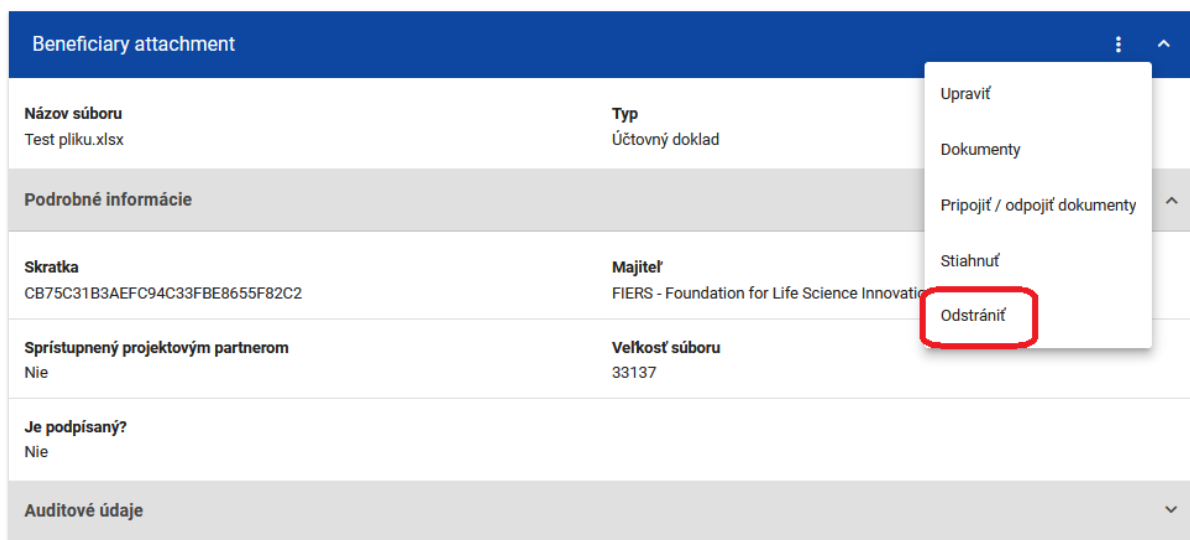 Beneficiary attachment
Upraviť
Dokumenty
Pripojiť / odpojiť dokumenty
Stiahnuť
Odstrániť
Názov súboru
Test pliku.xlsx
Typ
Účtovný doklad
Podrobné informácie
Skratka
CB75C31B3AEFC94C33FBE8655F82C2
Majiteľ
FIERS - Foundation for Life Science
Sprístupnený projektovým partnerom
Nie
Veľkosť súboru
33137
Je podpísaný?
Nie
Auditové údaje